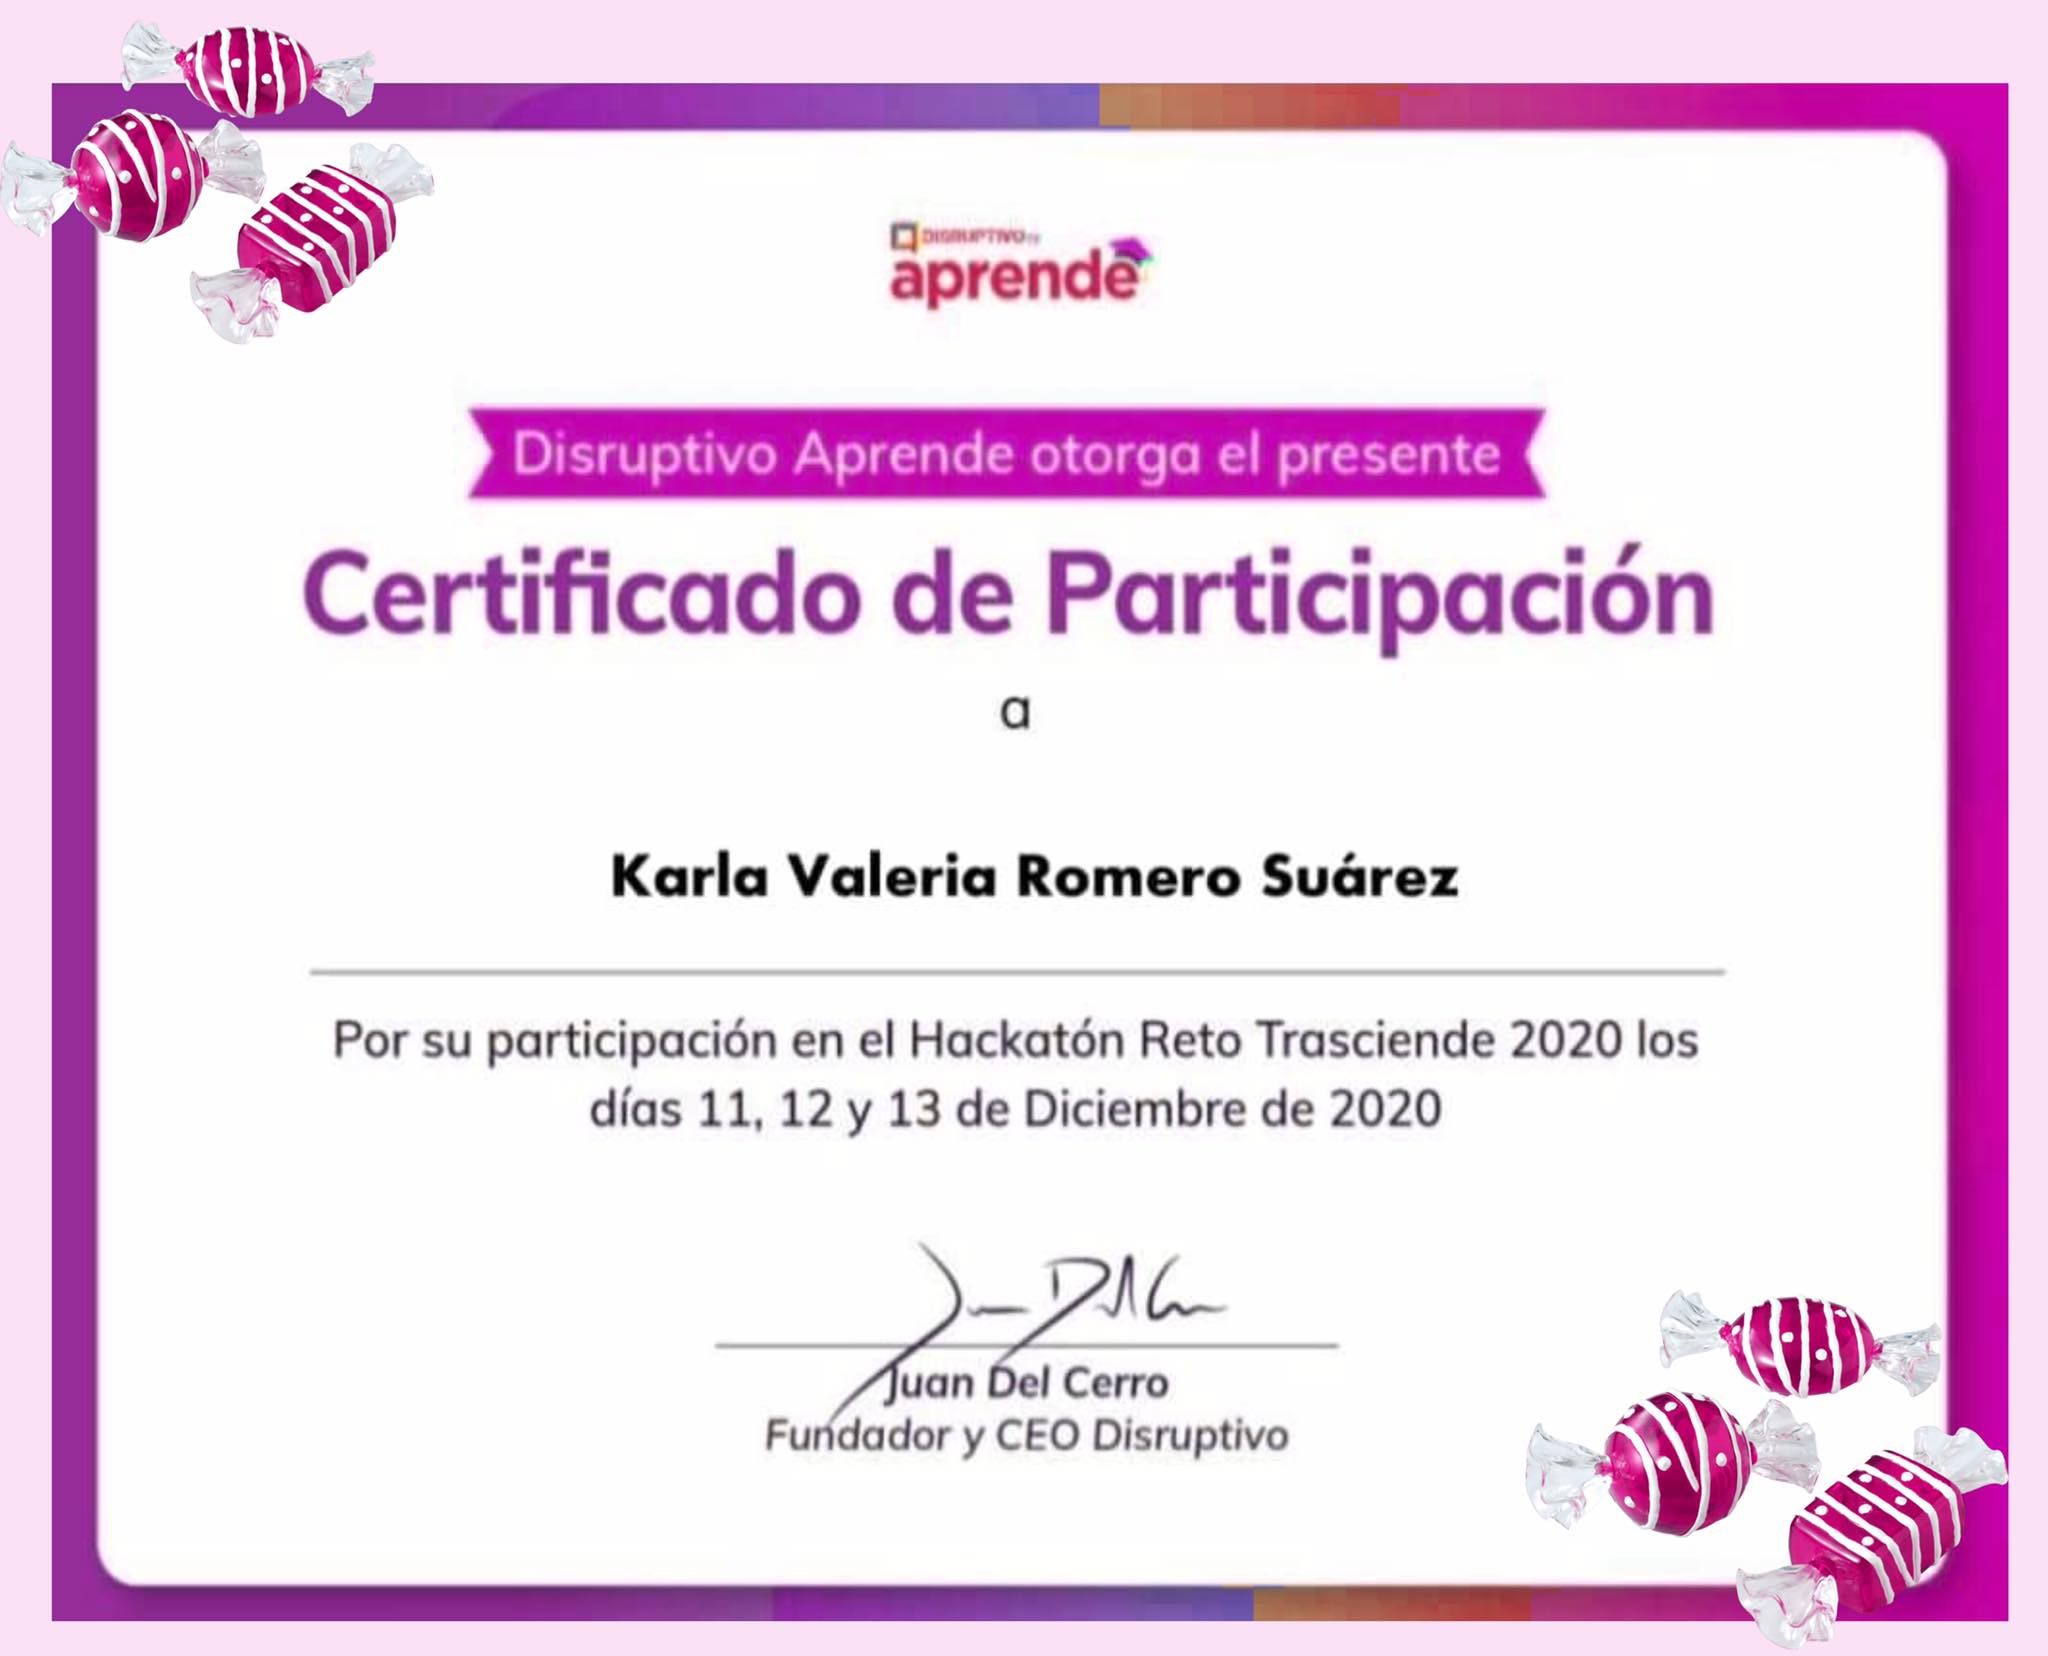 DISRUPTIVO TV
aprende
Disruptivo Aprende otorga el presente
Certificado de Participación
a
Karla Valeria Romero Suárez
Por su participación en el Hackatón Reto Trasciende 2020 los
días 11, 12 y 13 de Diciembre de 2020
Juan Del Cerro
Fundador y CEO Disruptivo